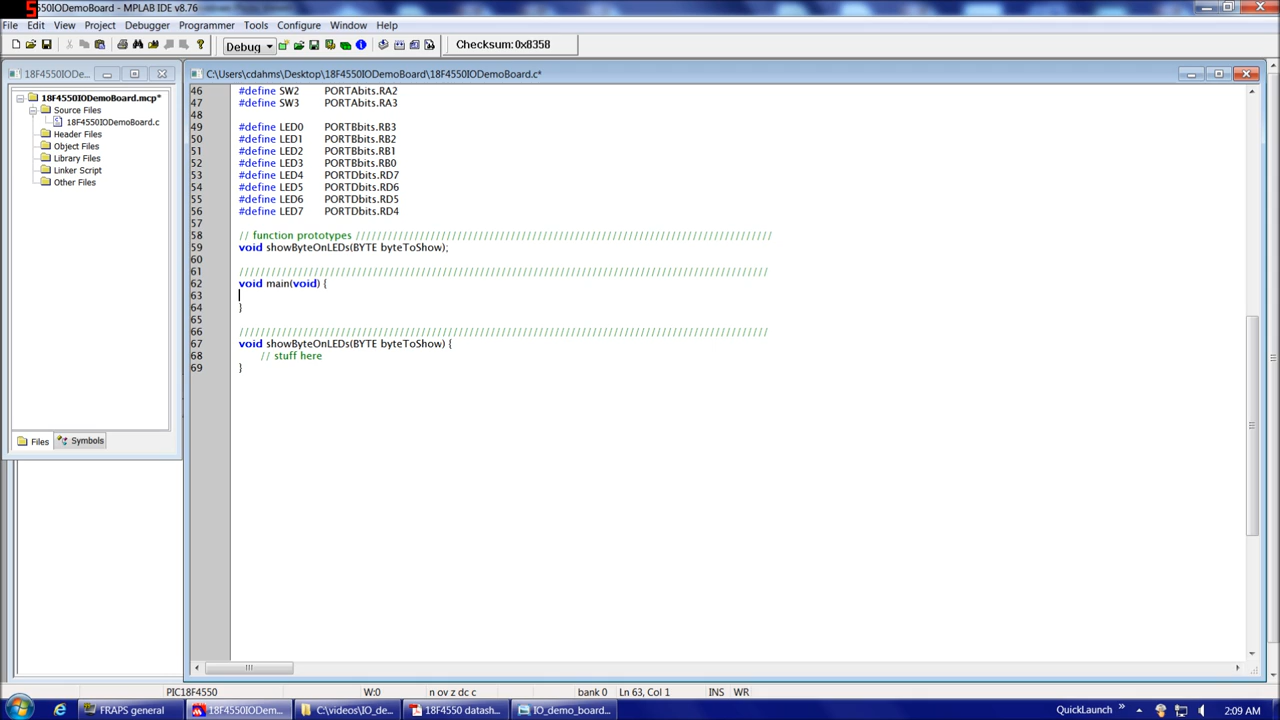 5
550IODemoBoard - MPLAB IDE v8.76
File Edit View Project Debugger Programmer Tools Configure Window Help
Debug Checksum: 0x8358
18F4550IODe...
C:\Users\cdahms\Desktop\18F4550IODemoBoard\18F4550IODemoBoard.c*
18F4550IODemoBoard.mcp*
Source Files
18F4550IODemoBoard.c
Header Files
Object Files
Library Files
Linker Script
Other Files
Files Symbols
46 #define SW2 PORTAbits.RA2
47 #define SW3 PORTAbits.RA3
48
49 #define LED0 PORTBbits.RB3
50 #define LED1 PORTBbits.RB2
51 #define LED2 PORTBbits.RB1
52 #define LED3 PORTBbits.RB0
53 #define LED4 PORTDbits.RD7
54 #define LED5 PORTDbits.RD6
55 #define LED6 PORTDbits.RD5
56 #define LED7 PORTDbits.RD4
57
58 // function prototypes //////////////////////////////////////////////////////////////////////////////
59 void showByteOnLEDs(BYTE byteToShow);
60
61 ///////////////////////////////////////////////////////////////////////////////////////////////////
62 void main(void) {
63
64 }
65
66 ///////////////////////////////////////////////////////////////////////////////////////////////////
67 void showByteOnLEDs(BYTE byteToShow) {
68 // stuff here
69 }
PIC18F4550 W:0 n ov z dc c bank 0 Ln 63, Col 1 INS WR
FRAPS general 18F4550IODem... C:\videos\IO_de... 18F4550 datash... IO_demo_board... QuickLaunch » 2:09 AM